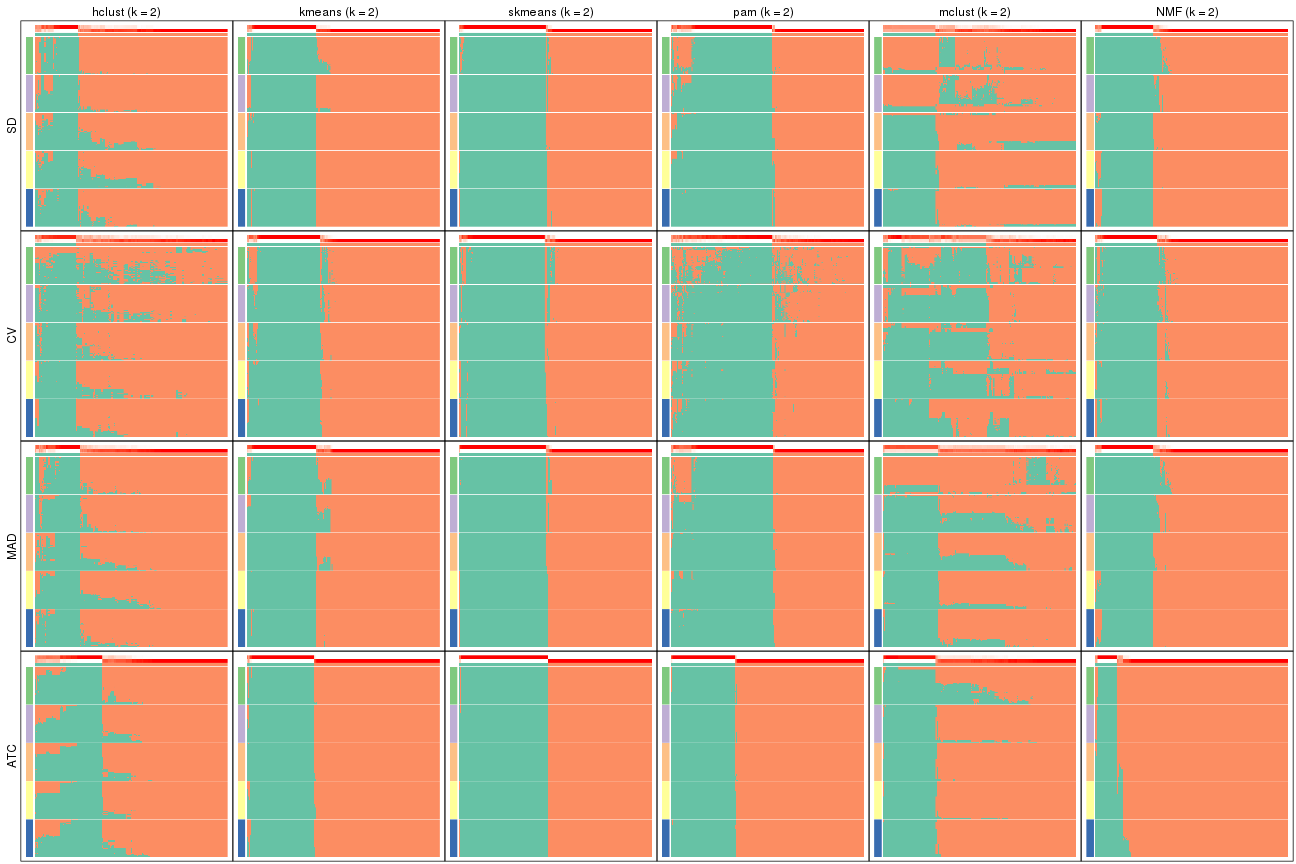 hclust (k = 2) kmeans (k = 2) skmeans (k = 2) pam (k = 2) mclust (k = 2) NMF (k = 2)
SD
CV
MAD
ATC